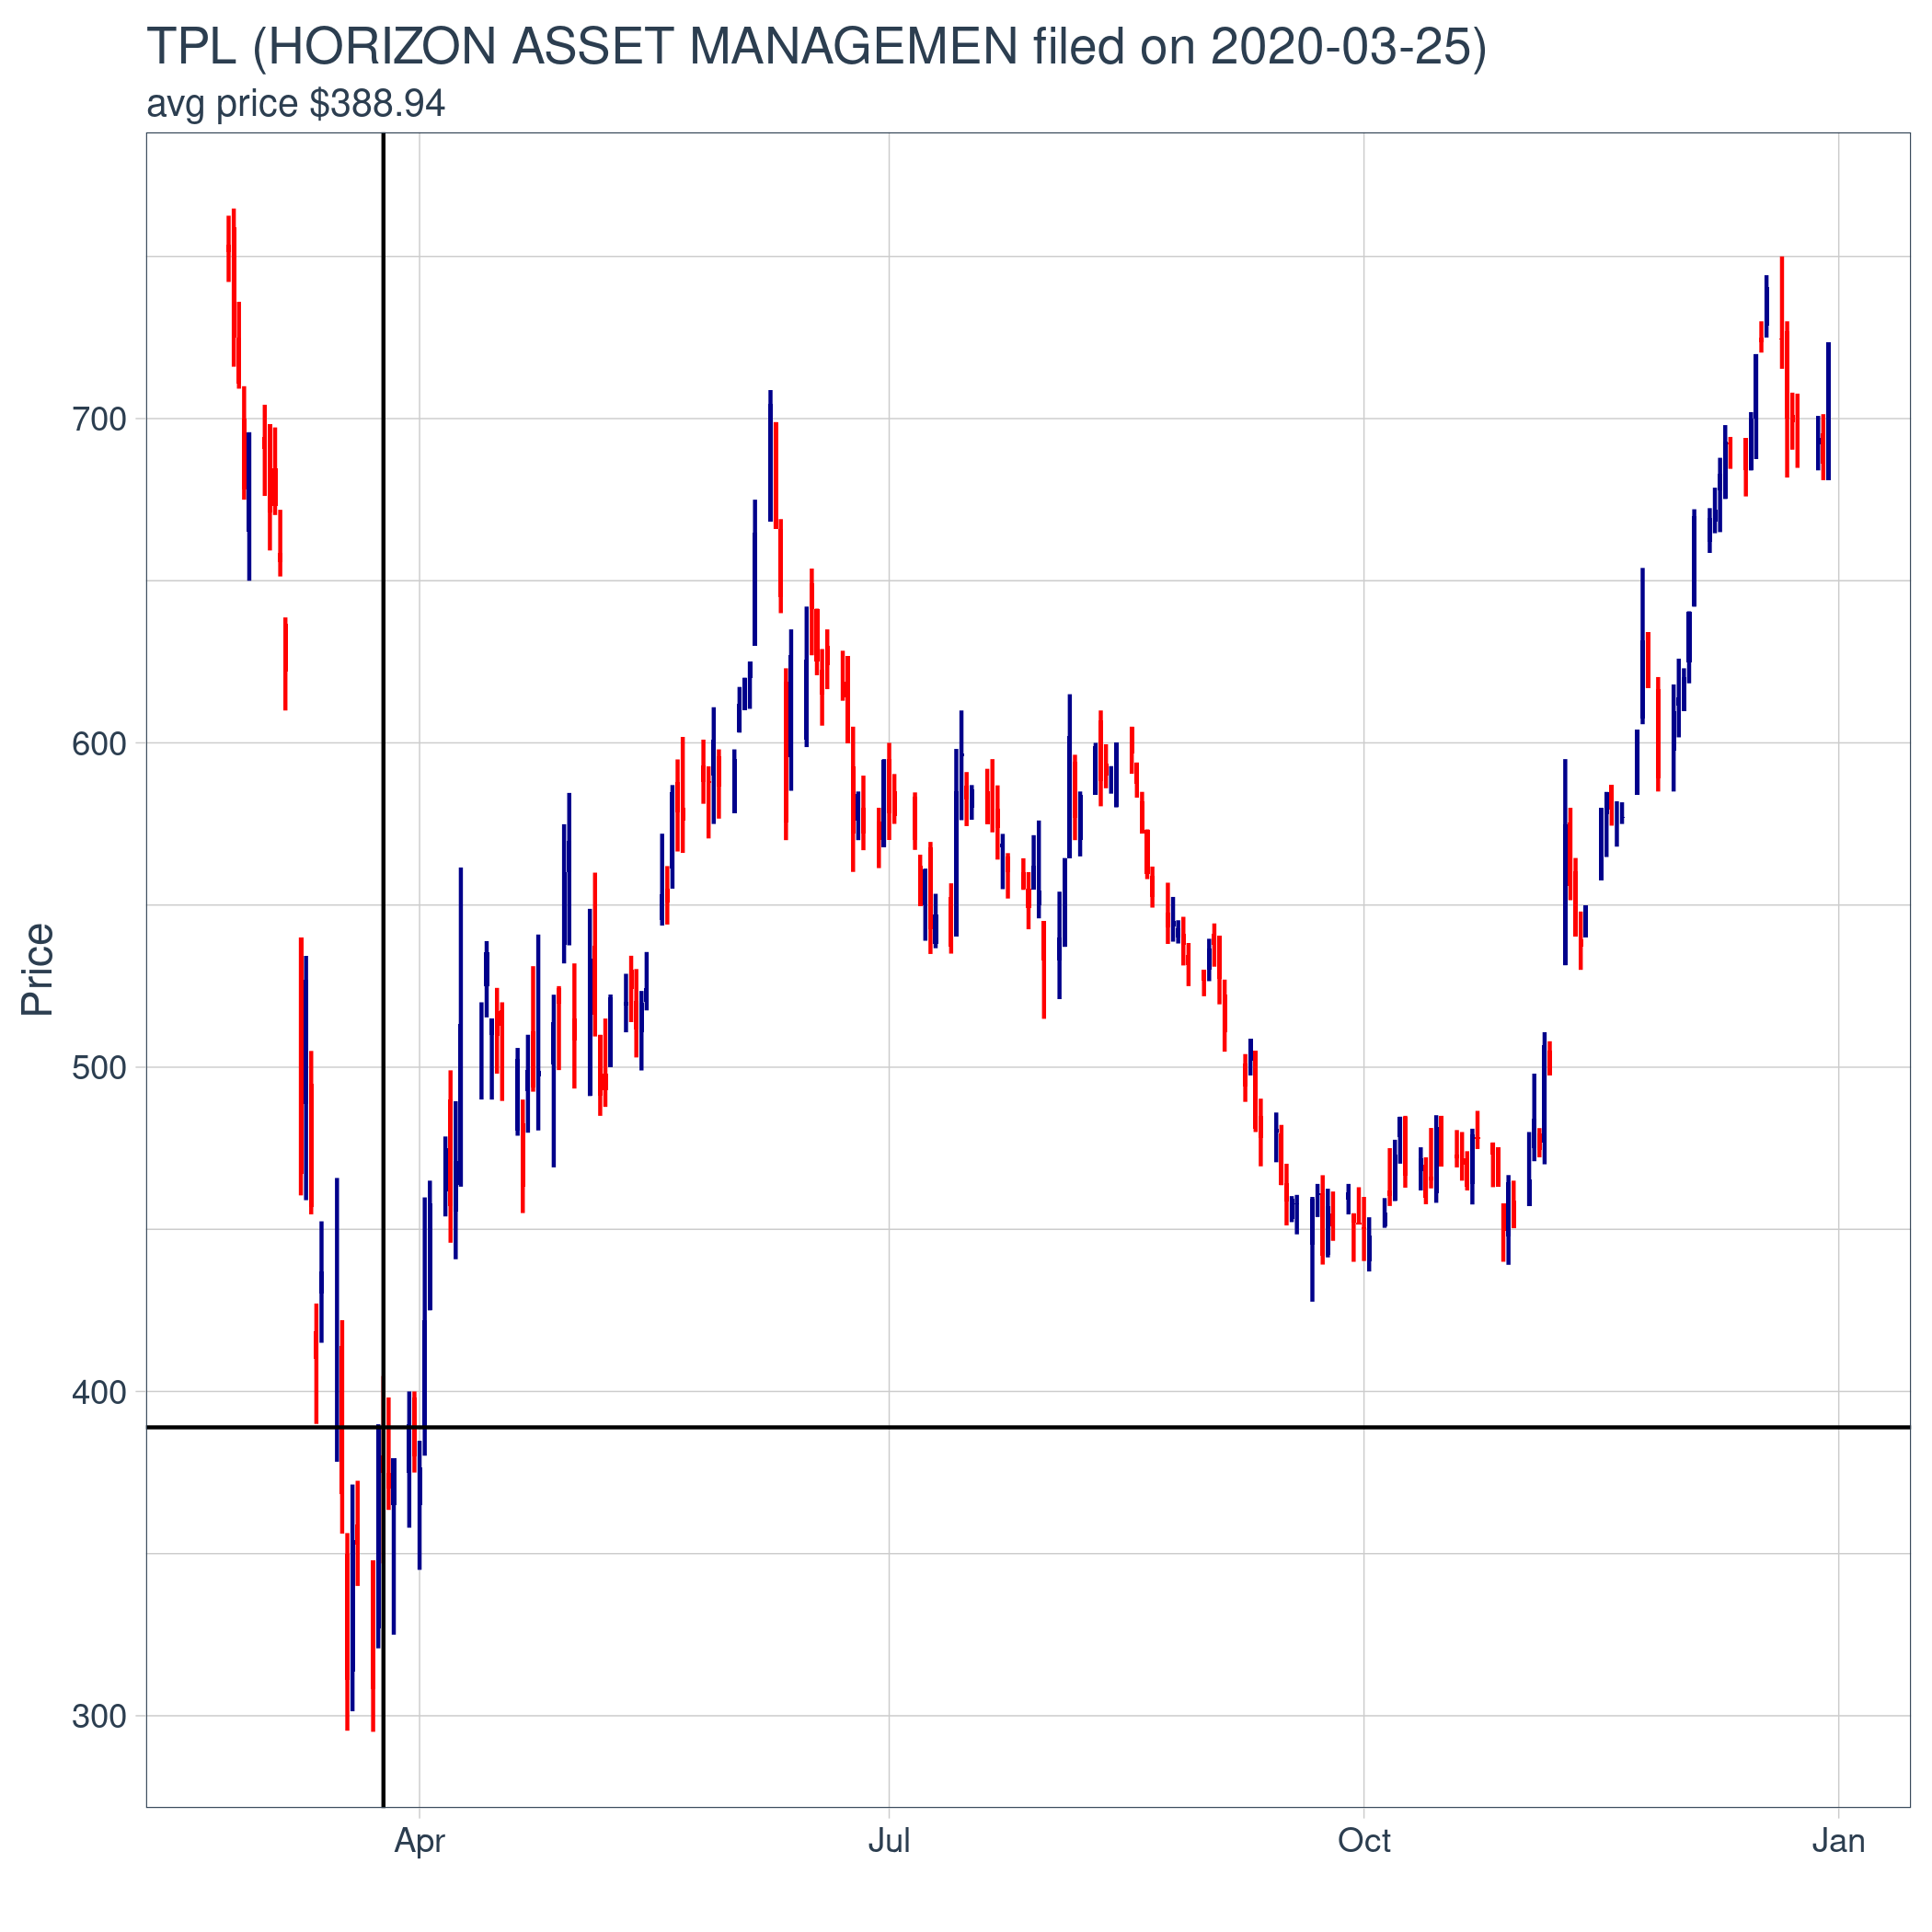 TPL (HORIZON ASSET MANAGEMEN filed on 2020-03-25)
avg price $388.94
Price
700
600
500
400
300
Apr
Jul
Oct
Jan